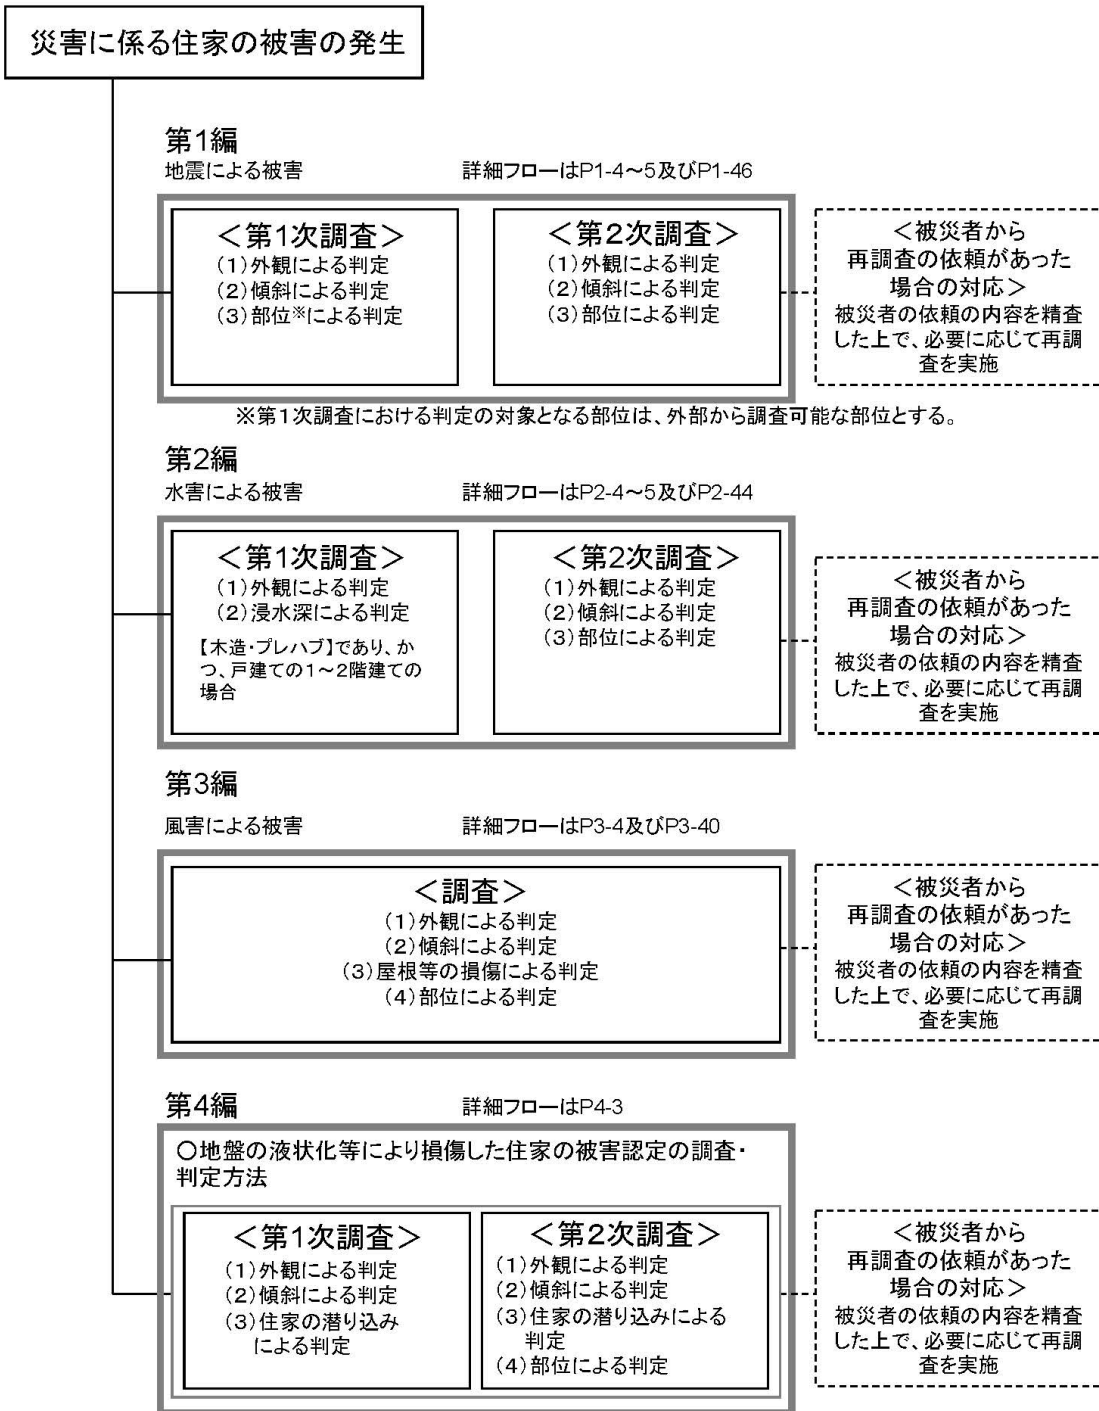 災害に係る住家の被害の発生
第1編
地震による被害
詳細フローはP1-4～5及びP1-46
＜第1次調査＞
(1)外観による判定
(2)傾斜による判定
(3)部位※による判定
＜第2次調査＞
(1)外観による判定
(2)傾斜による判定
(3)部位による判定
＜被災者から
再調査の依頼があった
場合の対応＞
被災者の依頼の内容を精査
した上で、必要に応じて再調
査を実施
※第1次調査における判定の対象となる部位は、外部から調査可能な部位とする。
第2編
水害による被害
詳細フローはP2-4～5及びP2-44
＜第1次調査＞
(1)外観による判定
(2)浸水深による判定
【木造・プレハブ】であり、か
つ、戸建ての1～2階建ての
場合
＜第2次調査＞
(1)外観による判定
(2)傾斜による判定
(3)部位による判定
＜被災者から
再調査の依頼があった
場合の対応＞
被災者の依頼の内容を精査
した上で、必要に応じて再調
査を実施
第3編
風害による被害
詳細フローはP3-4及びP3-40
＜調査＞
(1)外観による判定
(2)傾斜による判定
(3)屋根等の損傷による判定
(4)部位による判定
＜被災者から
再調査の依頼があった
場合の対応＞
被災者の依頼の内容を精査
した上で、必要に応じて再調
査を実施
第4編
詳細フローはP4-3
○地盤の液状化等により損傷した住家の被害認定の調査・
判定方法
＜第1次調査＞
(1)外観による判定
(2)傾斜による判定
(3)住家の潜り込み
による判定
＜第2次調査＞
(1)外観による判定
(2)傾斜による判定
(3)住家の潜り込みによる
判定
(4)部位による判定
＜被災者から
再調査の依頼があった
場合の対応＞
被災者の依頼の内容を精査
した上で、必要に応じて再調
査を実施